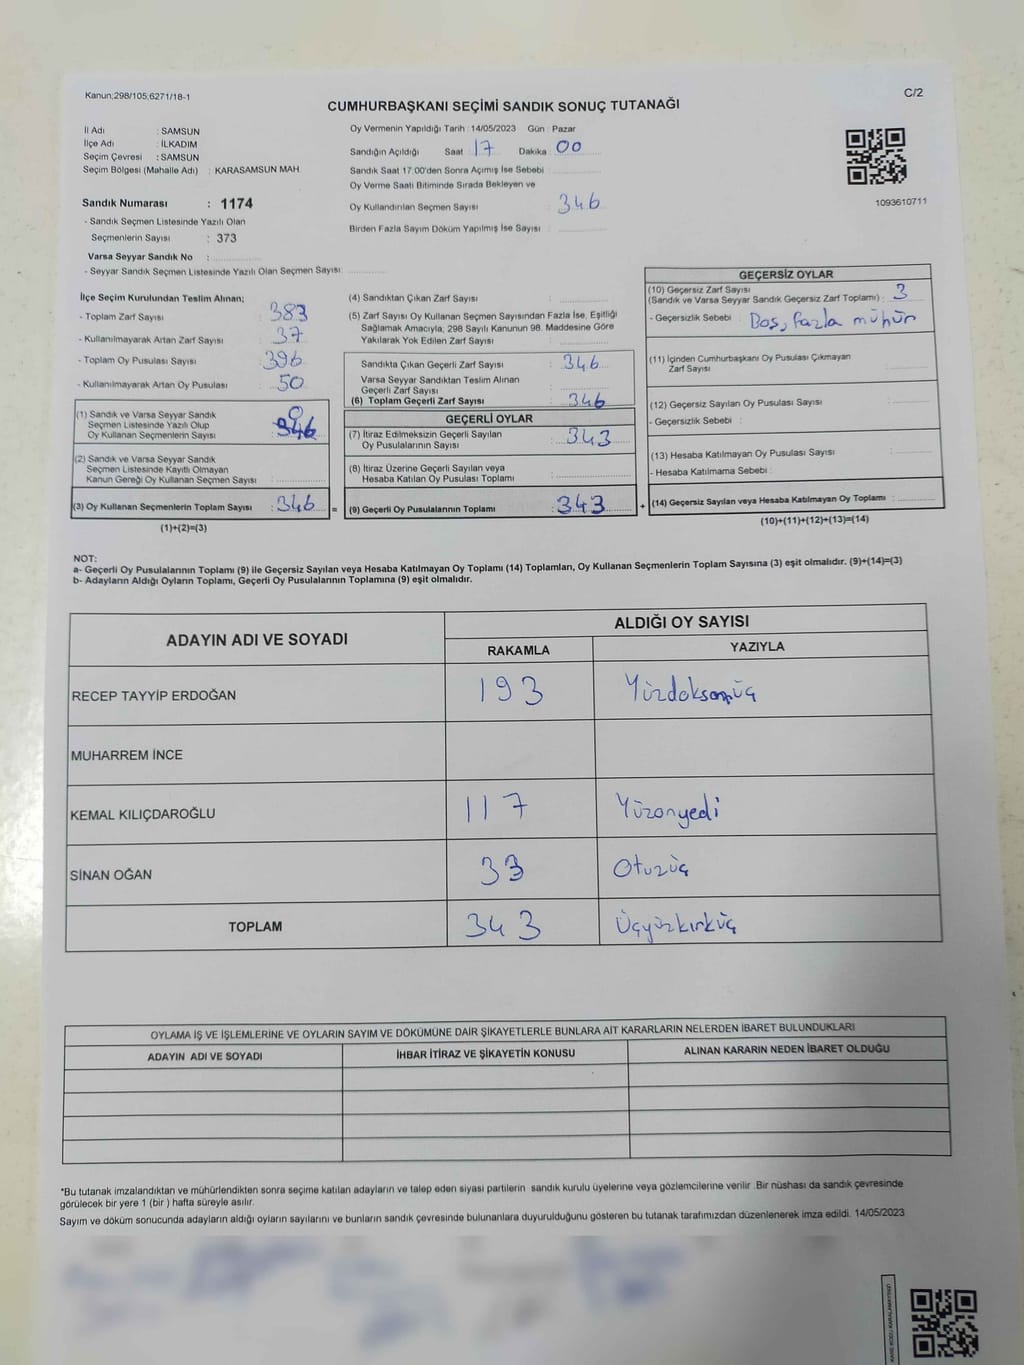 Kanun;298/105,6271/18-1
C/2
CUMHURBAŞKANI SEÇİMİ SANDIK SONUÇ TUTANAĞI
İl Adı : SAMSUN
İlçe Adı : İLKADIM
Seçim Çevresi : SAMSUN
Seçim Bölgesi (Mahalle Adı) : KARASAMSUN MAH.
Sandık Numarası : 1174
- Sandık Seçmen Listesinde Yazılı Olan
Seçmenlerin Sayısı : 373
Varsa Seyyar Sandık No :
- Seyyar Sandık Seçmen Listesinde Yazılı Olan Seçmen Sayısı:
Oy Vermenin Yapıldığı Tarih : 14/05/2023 Gün : Pazar
Sandığın Açıldığı Saat 17 Dakika 00
Sandık Saat 17.00'den Sonra Açımış İse Sebebi :
Oy Verme Saati Bitiminde Sırada Bekleyen ve
Oy Kullandırılan Seçmen Sayısı : 346
Birden Fazla Sayım Döküm Yapılmış İse Sayısı :
1093610711
İlçe Seçim Kurulundan Teslim Alınan;
- Toplam Zarf Sayısı : 383
- Kullanılmayarak Artan Zarf Sayısı : 37
- Toplam Oy Pusulası Sayısı : 396
- Kullanılmayarak Artan Oy Pusulası : 50
(1) Sandık ve Varsa Seyyar Sandık
Seçmen Listesinde Yazılı Olup
Oy Kullanan Seçmenlerin Sayısı : 346
(2) Sandık ve Varsa Seyyar Sandık
Seçmen Listesinde Kayıtlı Olmayan
Kanun Gereği Oy Kullanan Seçmen Sayısı :
(3) Oy Kullanan Seçmenlerin Toplam Sayısı : 346 =
(1)+(2)=(3)
(4) Sandıktan Çıkan Zarf Sayısı :
(5) Zarf Sayısı Oy Kullanan Seçmen Sayısından Fazla İse, Eşitliği
Sağlamak Amacıyla; 298 Sayılı Kanunun 98. Maddesine Göre
Yakılarak Yok Edilen Zarf Sayısı :
Sandıkta Çıkan Geçerli Zarf Sayısı : 346
Varsa Seyyar Sandıktan Teslim Alınan
Geçerli Zarf Sayısı :
(6) Toplam Geçerli Zarf Sayısı : 346
GEÇERLİ OYLAR
(7) İtiraz Edilmeksizin Geçerli Sayılan
Oy Pusulalarının Sayısı : 343
(8) İtiraz Üzerine Geçerli Sayılan veya
Hesaba Katılan Oy Pusulası Toplamı :
(9) Geçerli Oy Pusulalarının Toplamı : 343 +
GEÇERSİZ OYLAR
(10) Geçersiz Zarf Sayısı
(Sandık ve Varsa Seyyar Sandık Geçersiz Zarf Toplamı) : 3
- Geçersizlik Sebebi : Boş, fazla mühür
(11) İçinden Cumhurbaşkanı Oy Pusulası Çıkmayan
Zarf Sayısı :
(12) Geçersiz Sayılan Oy Pusulası Sayısı :
- Geçersizlik Sebebi :
(13) Hesaba Katılmayan Oy Pusulası Sayısı :
- Hesaba Katılmama Sebebi :
(14) Geçersiz Sayılan veya Hesaba Katılmayan Oy Toplamı :
(10)+(11)+(12)+(13)=(14)
NOT:
a- Geçerli Oy Pusulalarının Toplamı (9) ile Geçersiz Sayılan veya Hesaba Katılmayan Oy Toplamı (14) Toplamları, Oy Kullanan Seçmenlerin Toplam Sayısına (3) eşit olmalıdır. (9)+(14)=(3)
b- Adayların Aldığı Oyların Toplamı, Geçerli Oy Pusulalarının Toplamına (9) eşit olmalıdır.
ADAYIN ADI VE SOYADI
ALDIĞI OY SAYISI
RAKAMLA YAZIYLA
RECEP TAYYİP ERDOĞAN 193 Yüzdoksanüç
MUHARREM İNCE
KEMAL KILIÇDAROĞLU 117 Yüzonyedi
SİNAN OĞAN 33 Otuzüç
TOPLAM 343 Üçyüzkırküç
OYLAMA İŞ VE İŞLEMLERİNE VE OYLARIN SAYIM VE DÖKÜMÜNE DAİR ŞİKAYETLERLE BUNLARA AİT KARARLARIN NELERDEN İBARET BULUNDUKLARI
ADAYIN ADI VE SOYADI İHBAR İTİRAZ VE ŞİKAYETİN KONUSU ALINAN KARARIN NEDEN İBARET OLDUĞU
*Bu tutanak imzalandıktan ve mühürlendikten sonra seçime katılan adayların ve talep eden siyasi partilerin sandık kurulu üyelerine veya gözlemcilerine verilir .Bir nüshası da sandık çevresinde
görülecek bir yere 1 (bir ) hafta süreyle asılır.
Sayım ve döküm sonucunda adayların aldığı oyların sayılarını ve bunların sandık çevresinde bulunanlara duyurulduğunu gösteren bu tutanak tarafımızdan düzenlenerek imza edildi. 14/05/2023